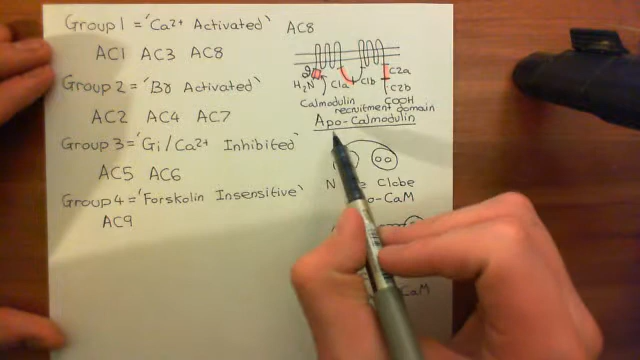 Group 1 = 'Ca2+ Activated'
AC1 AC3 AC8
Group 2 = 'Bγ Activated'
AC2 AC4 AC7
Group 3 = 'Gi / Ca2+ Inhibited'
AC5 AC6
Group 4 = 'Forskolin Insensitive'
AC9
AC8
H2N C1a C1b C2a
C2b
COOH
Calmodulin
recruitment domain
Apo-Calmodulin
N Globe
o-CaM
CaM